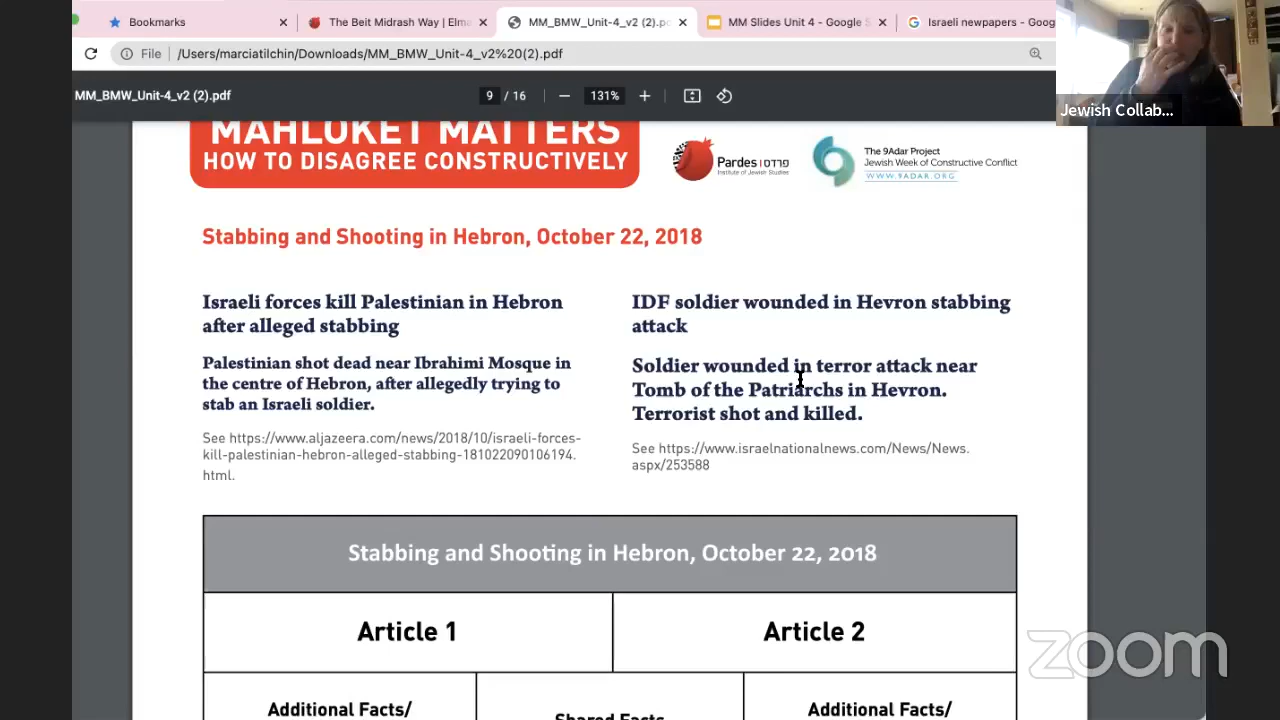 Bookmarks
The Beit Midrash Way | Elma
MM_BMW_Unit-4_v2 (2).p
MM Slides Unit 4 - Google S
Israeli newpapers - Goog
File
/Users/marciatilchin/Downloads/MM_BMW_Unit-4_v2%20(2).pdf
MM_BMW_Unit-4_v2 (2).pdf
9 / 16
131%
Jewish Collab...
MAHLOKET MATTERS
HOW TO DISAGREE CONSTRUCTIVELY
Pardes | פרדס
Institute of Jewish Studies
The 9Adar Project
Jewish Week of Constructive Conflict
WWW.9ADAR.ORG
Stabbing and Shooting in Hebron, October 22, 2018
Israeli forces kill Palestinian in Hebron
after alleged stabbing
Palestinian shot dead near Ibrahimi Mosque in
the centre of Hebron, after allegedly trying to
stab an Israeli soldier.
See https://www.aljazeera.com/news/2018/10/israeli-forces-
kill-palestinian-hebron-alleged-stabbing-181022090106194.
html.
IDF soldier wounded in Hevron stabbing
attack
Soldier wounded in terror attack near
Tomb of the Patriarchs in Hevron.
Terrorist shot and killed.
See https://www.israelnationalnews.com/News/News.
aspx/253588
Stabbing and Shooting in Hebron, October 22, 2018
Article 1
Article 2
Additional Facts/
Shared Facts
Additional Facts/
zoom